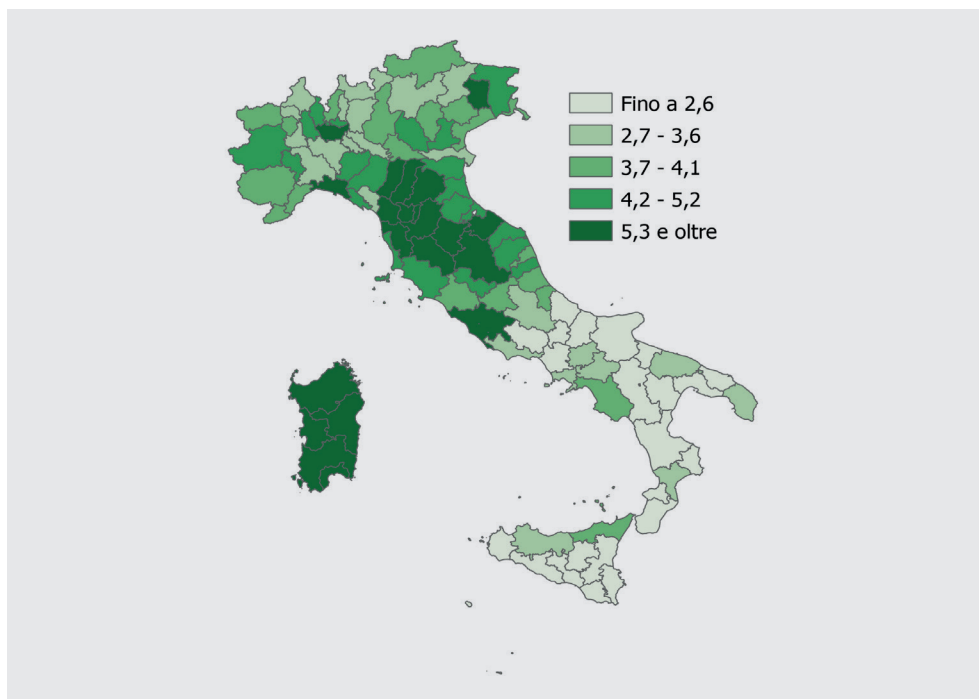 Fino a 2,6
2,7 - 3,6
3,7 - 4,1
4,2 - 5,2
5,3 e oltre